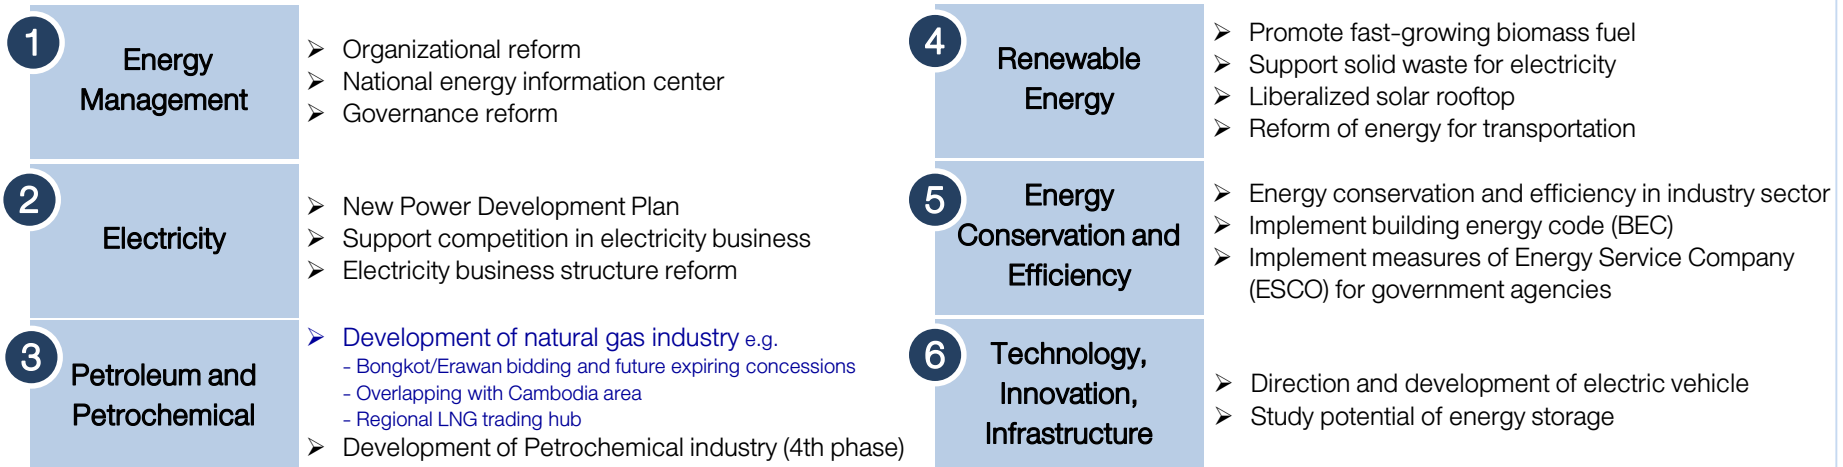 1
Energy
Management
➢ Organizational reform
➢ National energy information center
➢ Governance reform
2
Electricity
➢ New Power Development Plan
➢ Support competition in electricity business
➢ Electricity business structure reform
3
Petroleum and
Petrochemical
➢ Development of natural gas industry e.g.
- Bongkot/Erawan bidding and future expiring concessions
- Overlapping with Cambodia area
- Regional LNG trading hub
➢ Development of Petrochemical industry (4th phase)
4
Renewable
Energy
➢ Promote fast-growing biomass fuel
➢ Support solid waste for electricity
➢ Liberalized solar rooftop
➢ Reform of energy for transportation
5
Energy
Conservation and
Efficiency
➢ Energy conservation and efficiency in industry sector
➢ Implement building energy code (BEC)
➢ Implement measures of Energy Service Company
(ESCO) for government agencies
6
Technology,
Innovation,
Infrastructure
➢ Direction and development of electric vehicle
➢ Study potential of energy storage